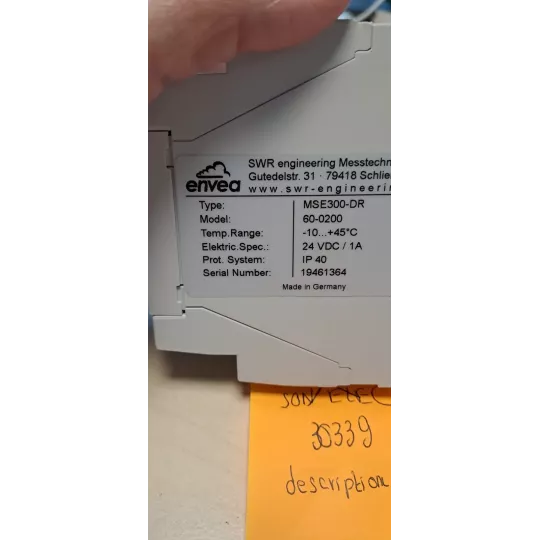 envea
SWR engineering Messtechn
Gutedelstr. 31 · 79418 Schlie
www.swr-engineerin
Type: MSE300-DR
Model: 60-0200
Temp.Range: -10...+45°C
Elektric.Spec.: 24 VDC / 1A
Prot. System: IP 40
Serial Number: 19461364
Made in Germany
30339
description